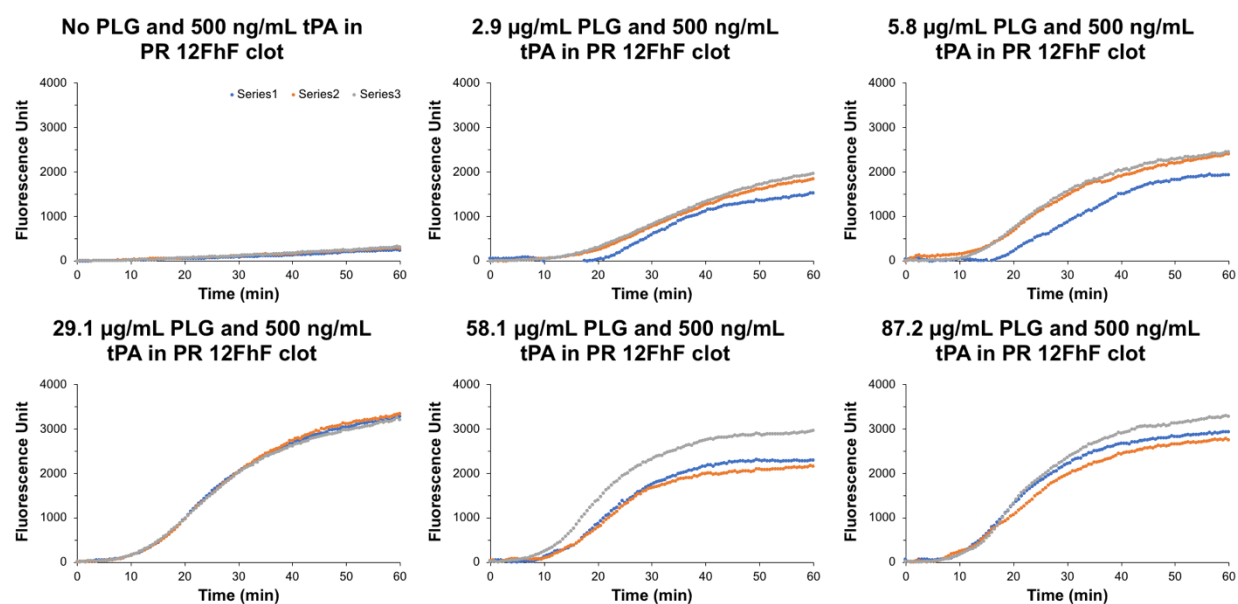 No PLG and 500 ng/mL tPA in
PR 12FhF clot
4000
3000
2000
1000
0
Fluorescence Unit
Series1 Series2 Series3
0 10 20 30 40 50 60
Time (min)
2.9 µg/mL PLG and 500 ng/mL
tPA in PR 12FhF clot
4000
3000
2000
1000
0
Fluorescence Unit
0 10 20 30 40 50 60
Time (min)
5.8 µg/mL PLG and 500 ng/mL
tPA in PR 12FhF clot
4000
3000
2000
1000
0
Fluorescence Unit
0 10 20 30 40 50 60
Time (min)
29.1 µg/mL PLG and 500 ng/mL
tPA in PR 12FhF clot
4000
3000
2000
1000
0
Fluorescence Unit
0 10 20 30 40 50 60
Time (min)
58.1 µg/mL PLG and 500 ng/mL
tPA in PR 12FhF clot
4000
3000
2000
1000
0
Fluorescence Unit
0 10 20 30 40 50 60
Time (min)
87.2 µg/mL PLG and 500 ng/mL
tPA in PR 12FhF clot
4000
3000
2000
1000
0
Fluorescence Unit
0 10 20 30 40 50 60
Time (min)